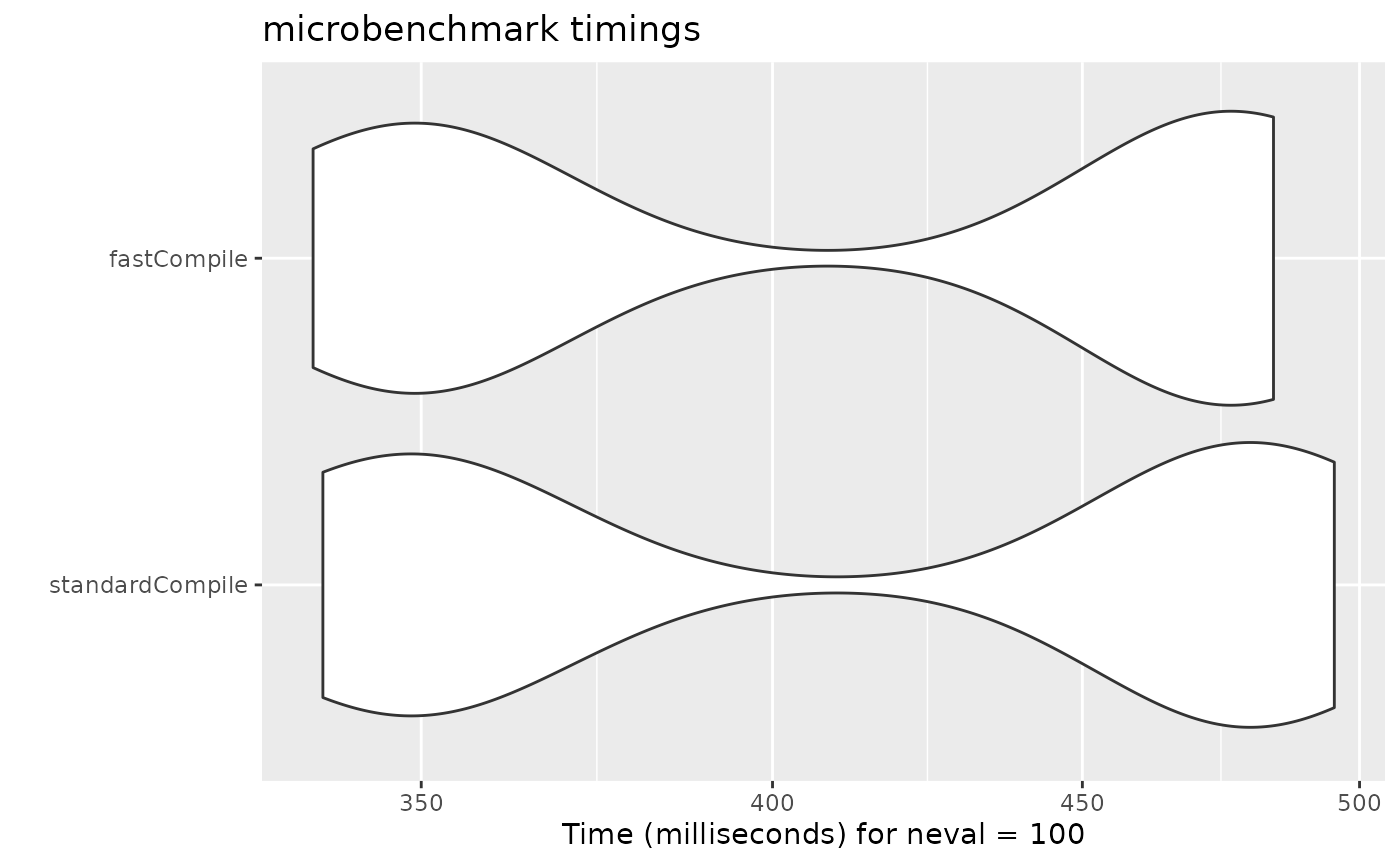 microbenchmark timings
fastCompile
standardCompile
350 400 450 500
Time (milliseconds) for neval = 100